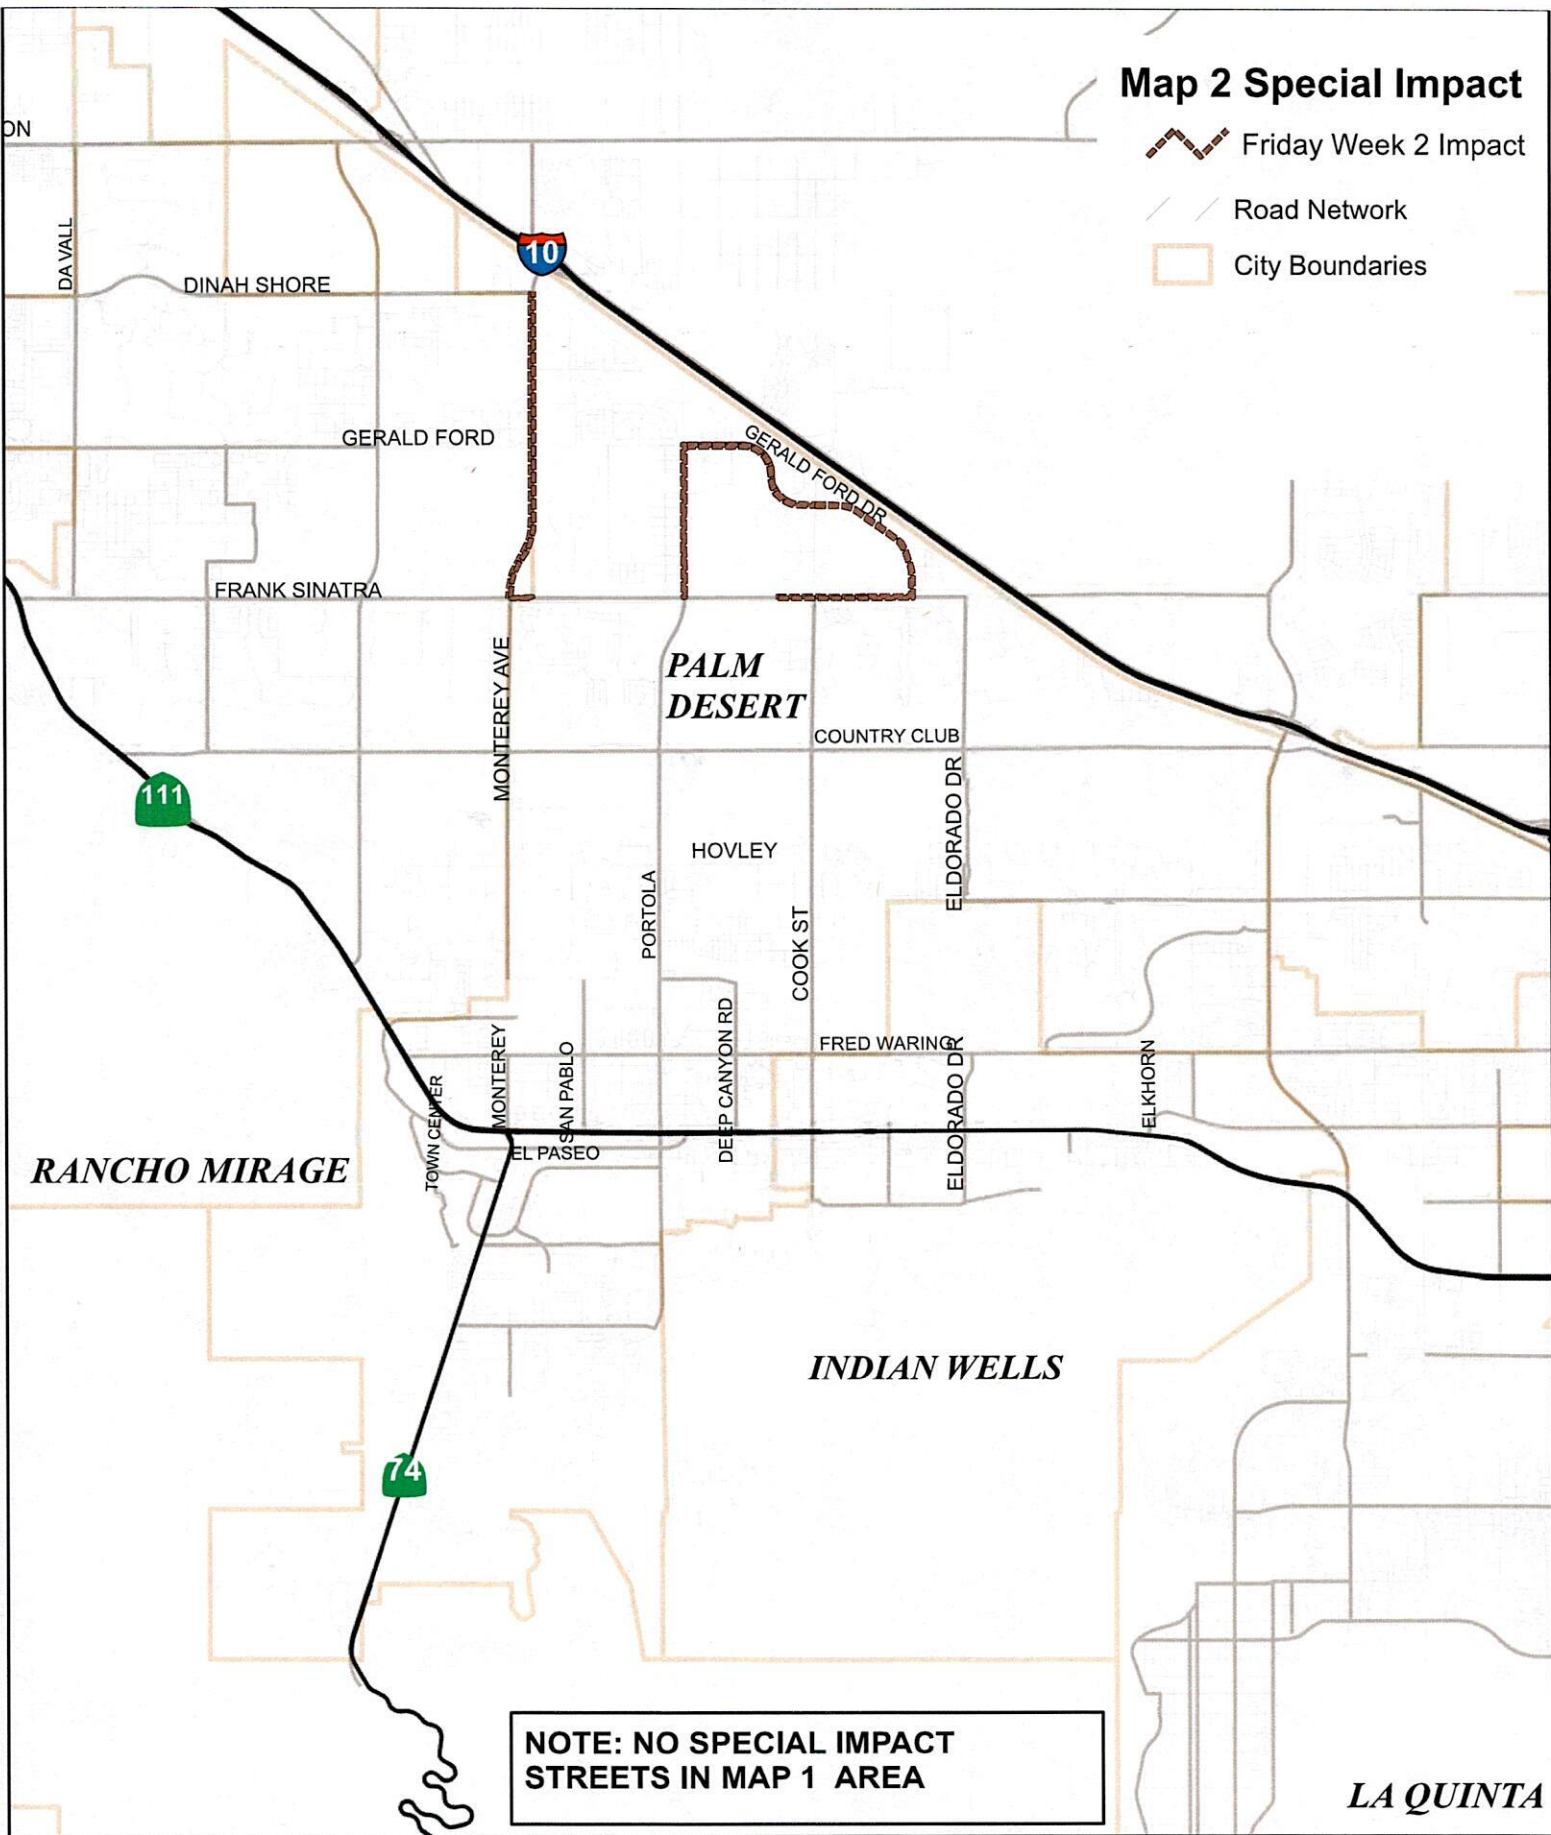 Map 2 Special Impact
Friday Week 2 Impact
Road Network
City Boundaries
ON
DA VALL
10
DINAH SHORE
GERALD FORD
GERALD FORD DR
FRANK SINATRA
MONTEREY AVE
PALM
DESERT
COUNTRY CLUB
111
ELDORADO DR
HOVLEY
PORTOLA
COOK ST
FRED WARING
MONTEREY
SAN PABLO
DEEP CANYON RD
ELDORADO DR
ELKHORN
TOWN CENTER
EL PASEO
RANCHO MIRAGE
INDIAN WELLS
74
NOTE: NO SPECIAL IMPACT
STREETS IN MAP 1 AREA
LA QUINTA